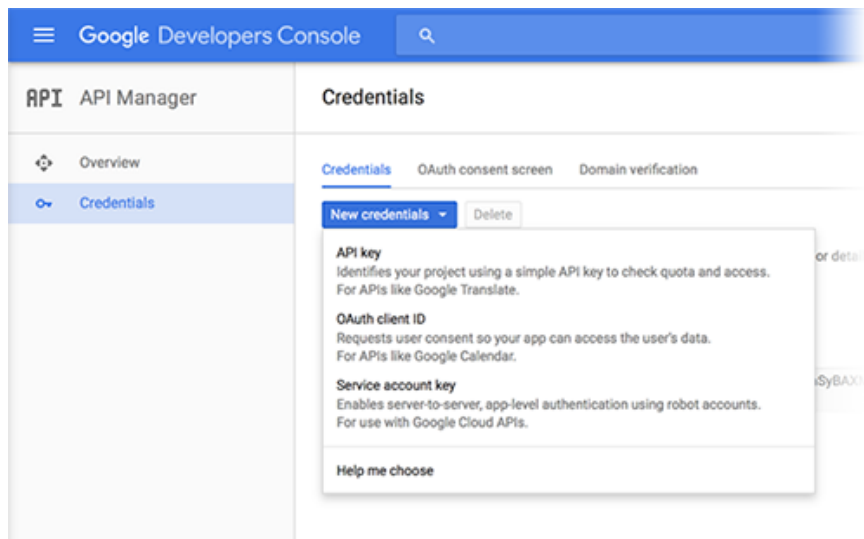 Google Developers Console
API API Manager
Credentials
Overview
Credentials
Credentials OAuth consent screen Domain verification
New credentials Delete
API key
Identifies your project using a simple API key to check quota and access.
For APIs like Google Translate.
or
OAuth client ID
Requests user consent so your app can access the user's data.
For APIs like Google Calendar.
Service account key
Enables server-to-server, app-level authentication using robot accounts.
For use with Google Cloud APIs.
Help me choose